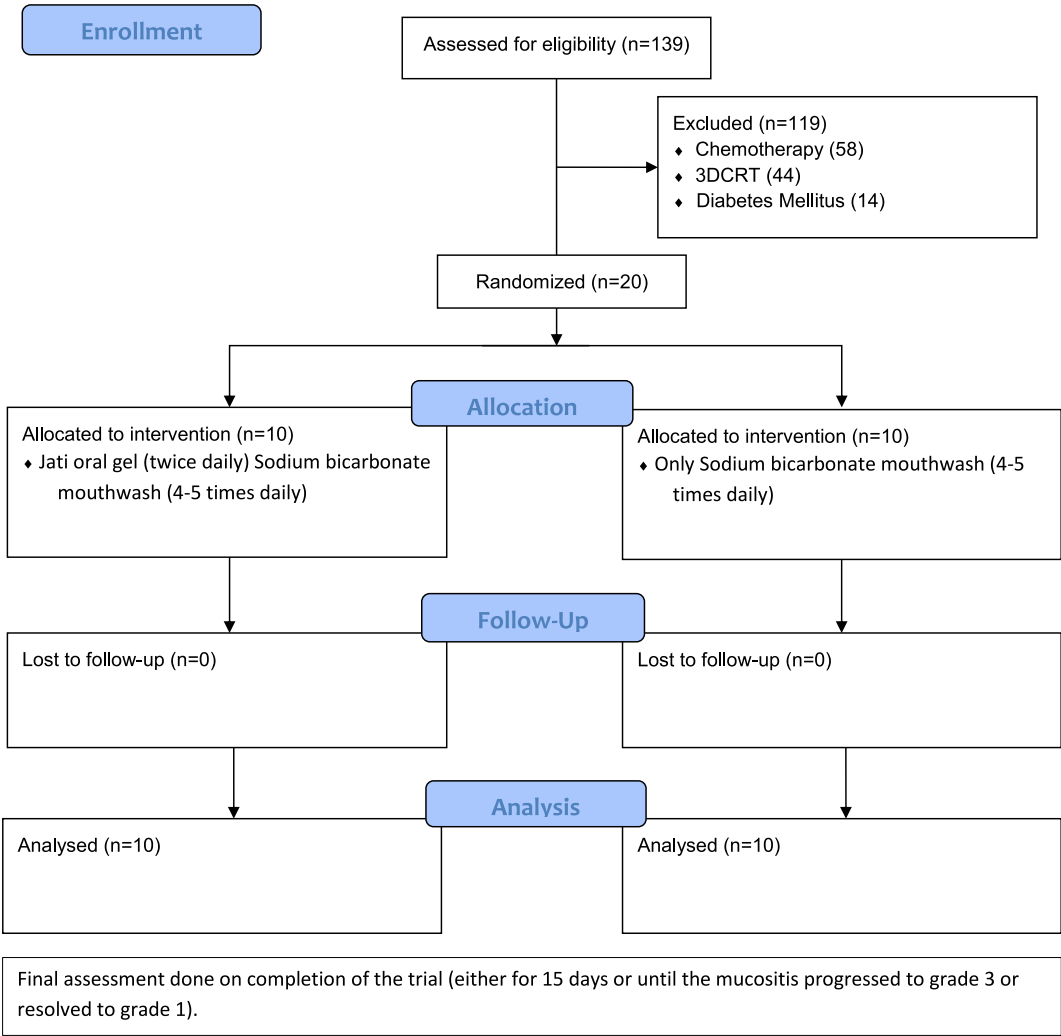 Enrollment
Assessed for eligibility (n=139)
Excluded (n=119)
♦ Chemotherapy (58)
♦ 3DCRT (44)
♦ Diabetes Mellitus (14)
Randomized (n=20)
Allocation
Allocated to intervention (n=10)
♦ Jati oral gel (twice daily) Sodium bicarbonate
mouthwash (4-5 times daily)
Allocated to intervention (n=10)
♦ Only Sodium bicarbonate mouthwash (4-5
times daily)
Follow-Up
Lost to follow-up (n=0)
Lost to follow-up (n=0)
Analysis
Analysed (n=10)
Analysed (n=10)
Final assessment done on completion of the trial (either for 15 days or until the mucositis progressed to grade 3 or
resolved to grade 1).